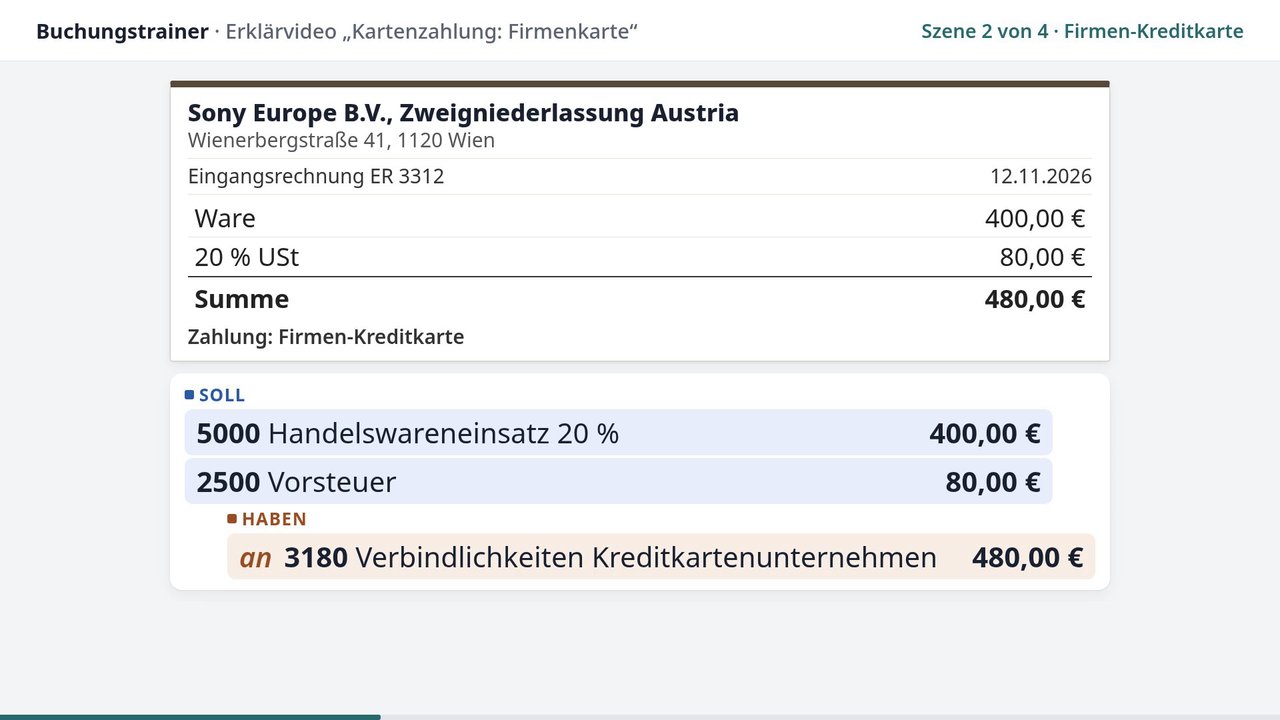 Buchungstrainer · Erklärvideo „Kartenzahlung: Firmenkarte“
Szene 2 von 4 · Firmen-Kreditkarte
Sony Europe B.V., Zweigniederlassung Austria
Wienerbergstraße 41, 1120 Wien
Eingangsrechnung ER 3312 12.11.2026
Ware 400,00 €
20 % USt 80,00 €
Summe 480,00 €
Zahlung: Firmen-Kreditkarte
SOLL
5000 Handelswareneinsatz 20 % 400,00 €
2500 Vorsteuer 80,00 €
HABEN
an 3180 Verbindlichkeiten Kreditkartenunternehmen 480,00 €